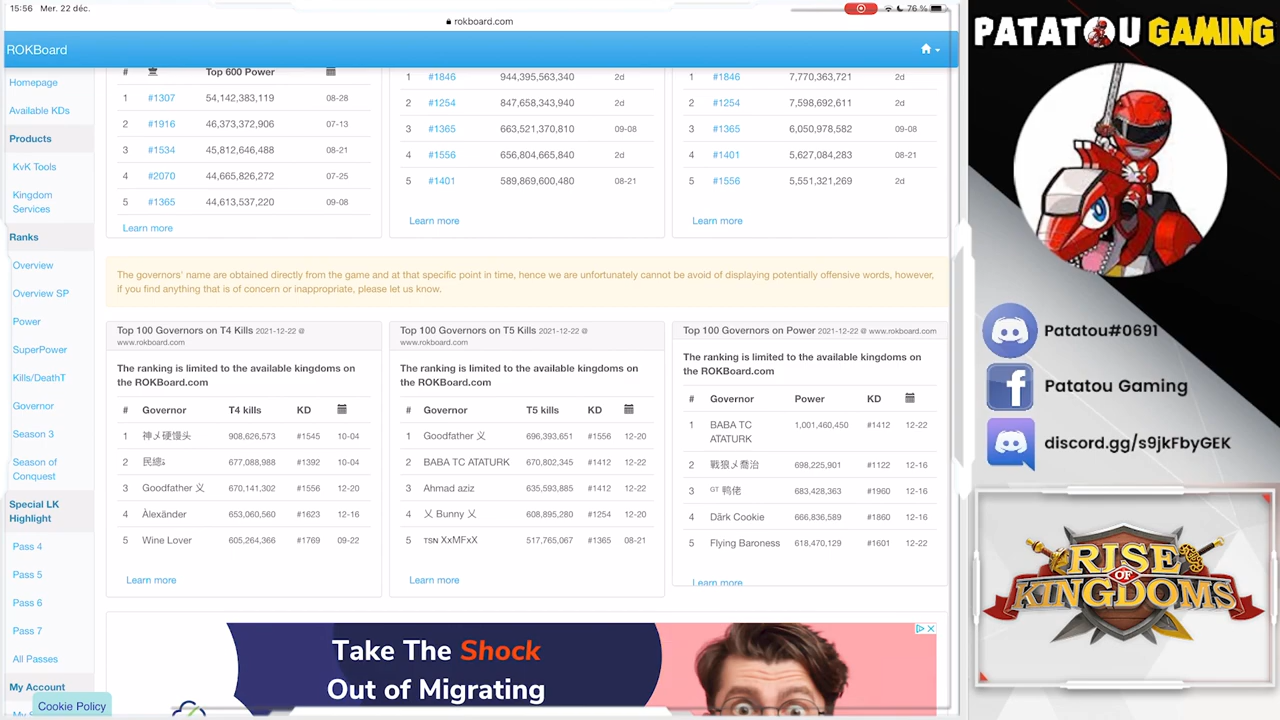 15:56 Mer. 22 déc.
76 %
rokboard.com
ROKBoard
Homepage
Available KDs
Products
KvK Tools
Kingdom
Services
Ranks
Overview
Overview SP
Power
SuperPower
Kills/DeathT
Governor
Season 3
Season of
Conquest
Special LK
Highlight
Pass 4
Pass 5
Pass 6
Pass 7
All Passes
My Account
Cookie Policy
# Top 600 Power
1 #1307 54,142,383,119 08-28
2 #1916 46,373,372,906 07-13
3 #1534 45,812,646,488 08-21
4 #2070 44,665,826,272 07-25
5 #1365 44,613,537,220 09-08
Learn more
1 #1846 944,395,563,340 2d
2 #1254 847,658,343,940 2d
3 #1365 663,521,370,810 09-08
4 #1556 656,804,665,840 2d
5 #1401 589,869,600,480 08-21
Learn more
1 #1846 7,770,363,721 2d
2 #1254 7,598,692,611 2d
3 #1365 6,050,978,582 09-08
4 #1401 5,627,084,283 08-21
5 #1556 5,551,321,269 2d
Learn more
The governors' name are obtained directly from the game and at that specific point in time, hence we are unfortunately cannot be avoid of displaying potentially offensive words, however,
if you find anything that is of concern or inappropriate, please let us know.
Top 100 Governors on T4 Kills 2021-12-22 @
www.rokboard.com
The ranking is limited to the available kingdoms on
the ROKBoard.com
# Governor T4 kills KD
1 神メ硬馒头 908,626,573 #1545 10-04
2 民總 677,088,988 #1392 10-04
3 Goodfather 义 670,141,302 #1556 12-20
4 Àlexänder 653,060,560 #1623 12-16
5 Wine Lover 605,264,366 #1769 09-22
Learn more
Top 100 Governors on T5 Kills 2021-12-22 @
www.rokboard.com
The ranking is limited to the available kingdoms on
the ROKBoard.com
# Governor T5 kills KD
1 Goodfather 义 696,393,651 #1556 12-20
2 BABA TC ATATURK 670,802,345 #1412 12-22
3 Ahmad aziz 635,593,885 #1412 12-22
4 乂 Bunny 乂 608,895,280 #1254 12-20
5 ᴛsɴ XxMFxX 517,765,067 #1365 08-21
Learn more
Top 100 Governors on Power 2021-12-22 @ www.rokboard.com
The ranking is limited to the available kingdoms on
the ROKBoard.com
# Governor Power KD
1 BABA TC
ATATURK 1,001,460,450 #1412 12-22
2 戰狼メ喬治 698,225,901 #1122 12-16
3 ᴳᵀ 鸭佬 683,428,363 #1960 12-16
4 Dãrk Cookie 666,836,589 #1860 12-16
5 Flying Baroness 618,470,129 #1601 12-22
Learn more
Take The Shock
Out of Migrating
PATATOU GAMING
Patatou#0691
Patatou Gaming
discord.gg/s9jkFbyGEK
RISE
OF
KINGDOMS